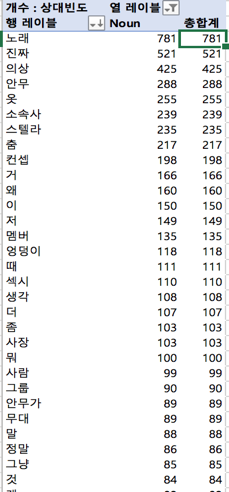 개수 : 상대빈도 열 레이블
행 레이블 Noun 총합계
노래 781 781
진짜 521 521
의상 425 425
안무 288 288
옷 255 255
소속사 239 239
스텔라 235 235
춤 217 217
컨셉 198 198
거 166 166
왜 160 160
이 150 150
저 149 149
멤버 135 135
엉덩이 118 118
때 111 111
섹시 110 110
생각 108 108
더 107 107
좀 103 103
사장 103 103
뭐 100 100
사람 99 99
그룹 90 90
안무가 89 89
무대 89 89
말 88 88
정말 86 86
그냥 85 85
것 84 84